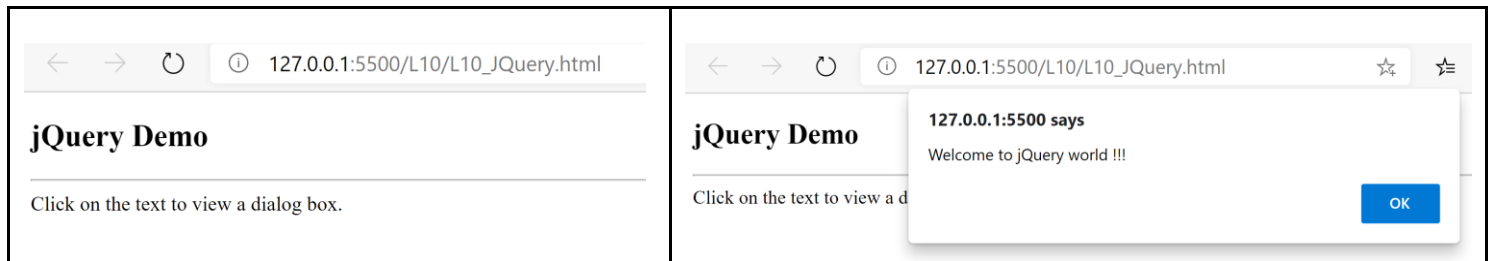 127.0.0.1:5500/L10/L10_JQuery.html
jQuery Demo
Click on the text to view a dialog box.
127.0.0.1:5500/L10/L10_JQuery.html
jQuery Demo
Click on the text to view a d
127.0.0.1:5500 says
Welcome to jQuery world !!!
OK